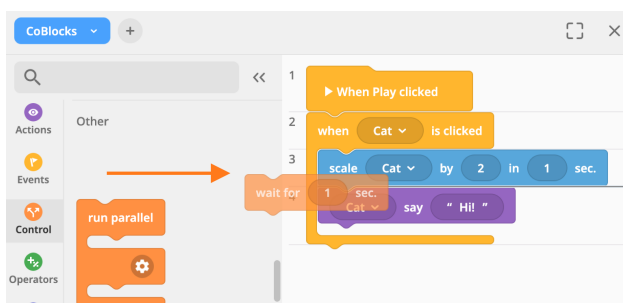 CoBlocks
+
1
When Play clicked
Actions
Other
2
when Cat is clicked
Events
3
scale Cat by 2 in 1 sec.
wait for 1 sec.
Control
run parallel
Cat say " Hi! "
Operators